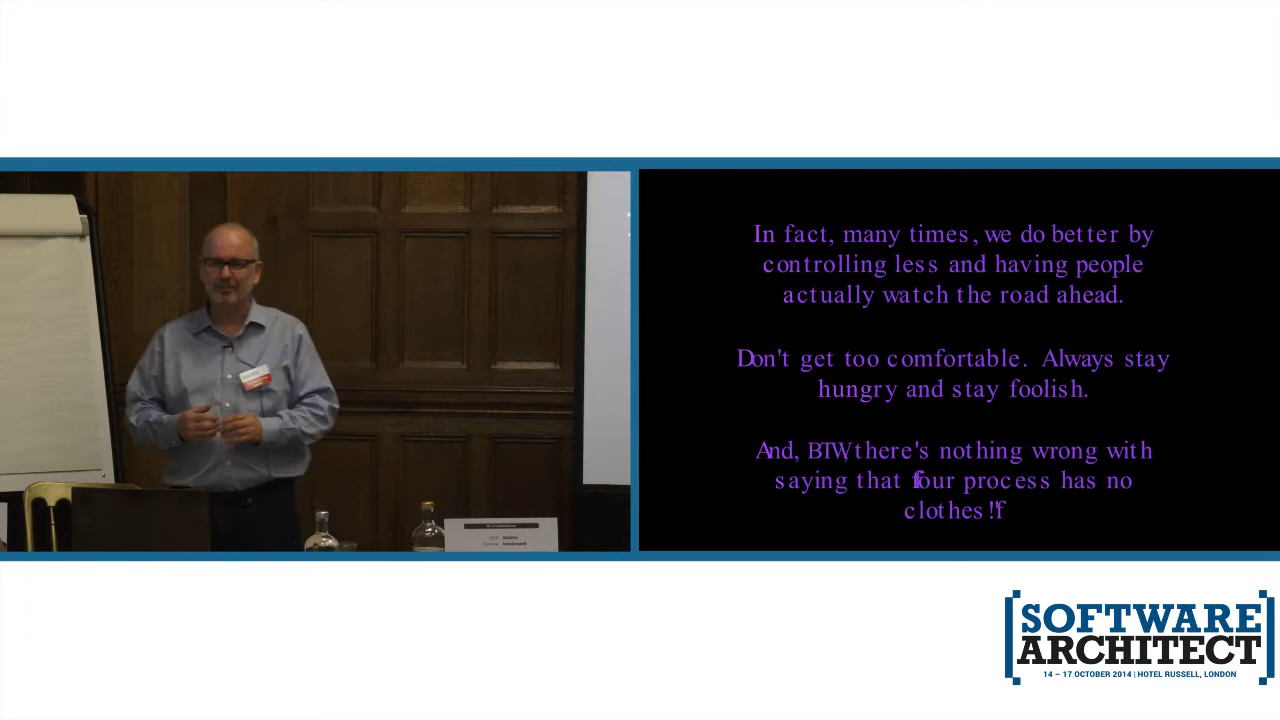 In fact, many times, we do better by
controlling less and having people
actually watch the road ahead.
Don't get too comfortable. Always stay
hungry and stay foolish.
And, BTW, there's nothing wrong with
saying that four process has no
clothes!f
[SOFTWARE
ARCHITECT]
14 – 17 OCTOBER 2014 | HOTEL RUSSELL, LONDON